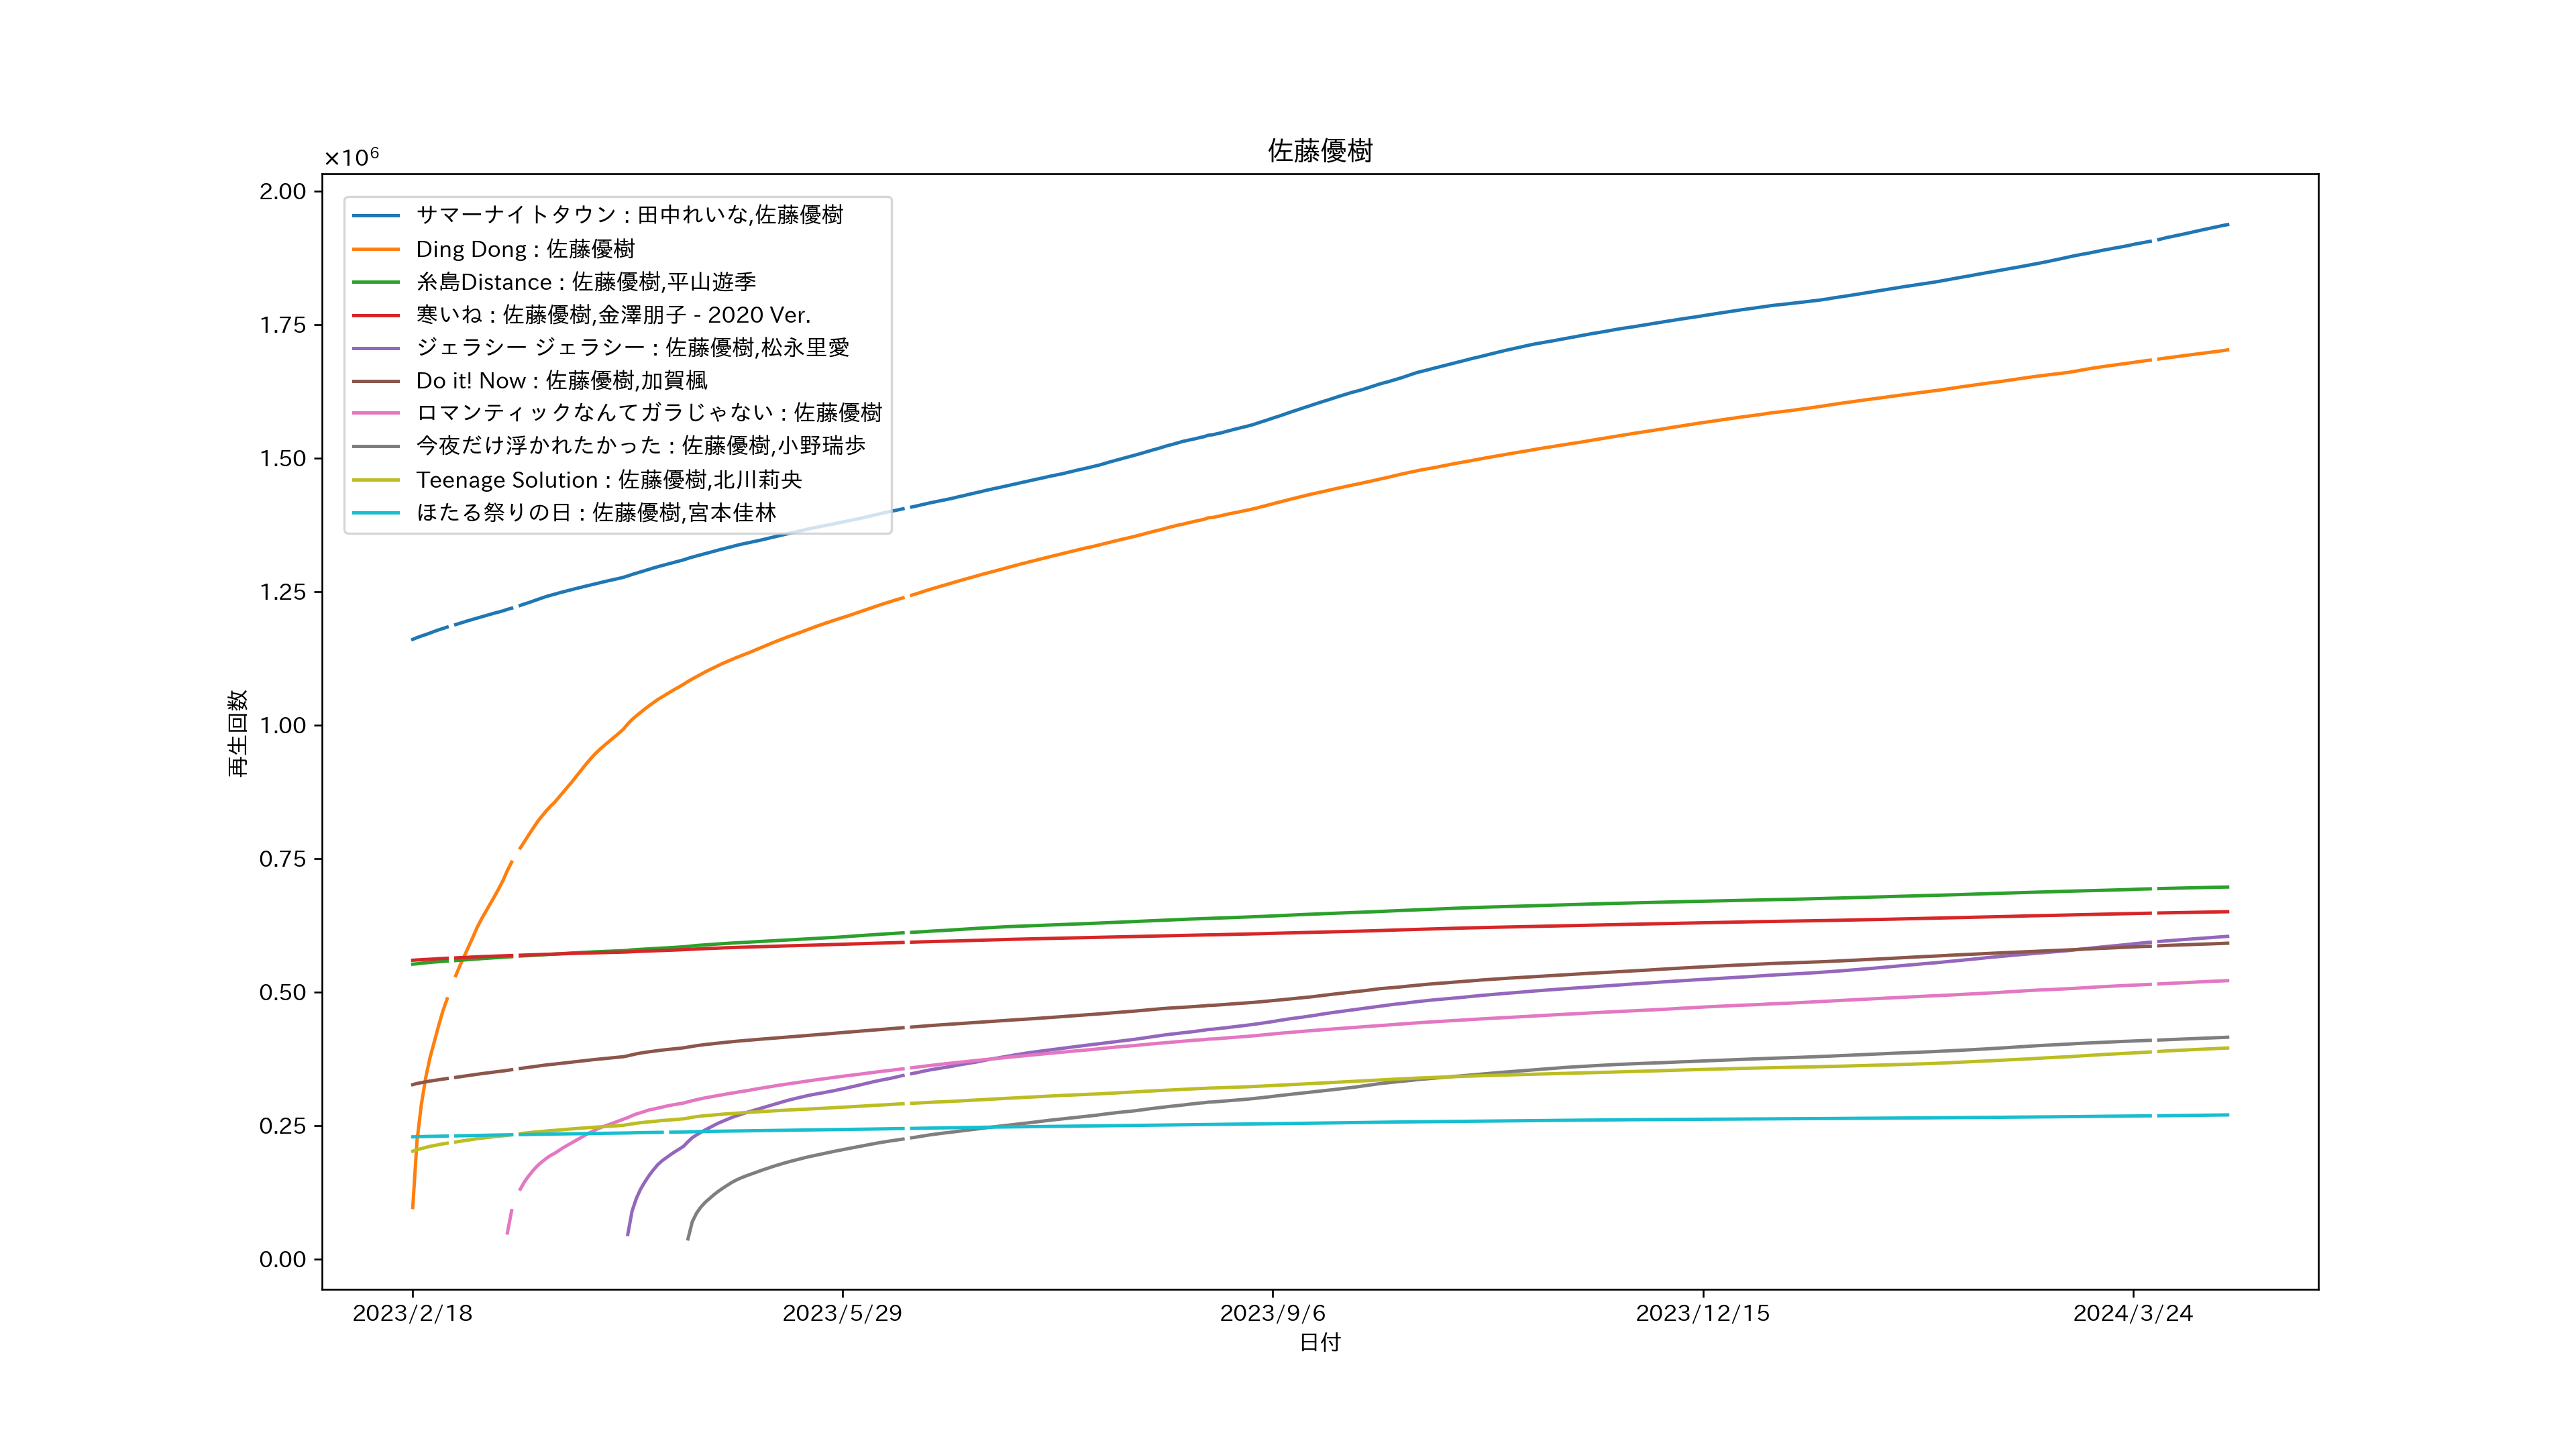 佐藤優樹
×10⁶
2.00
1.75
1.50
1.25
1.00
0.75
0.50
0.25
0.00
再生回数
サマーナイトタウン : 田中れいな,佐藤優樹
Ding Dong : 佐藤優樹
糸島Distance : 佐藤優樹,平山遊季
寒いね : 佐藤優樹,金澤朋子 - 2020 Ver.
ジェラシー ジェラシー : 佐藤優樹,松永里愛
Do it! Now : 佐藤優樹,加賀楓
ロマンティックなんてガラじゃない : 佐藤優樹
今夜だけ浮かれたかった : 佐藤優樹,小野瑞歩
Teenage Solution : 佐藤優樹,北川莉央
ほたる祭りの日 : 佐藤優樹,宮本佳林
2023/2/18 2023/5/29 2023/9/6 2023/12/15 2024/3/24
日付